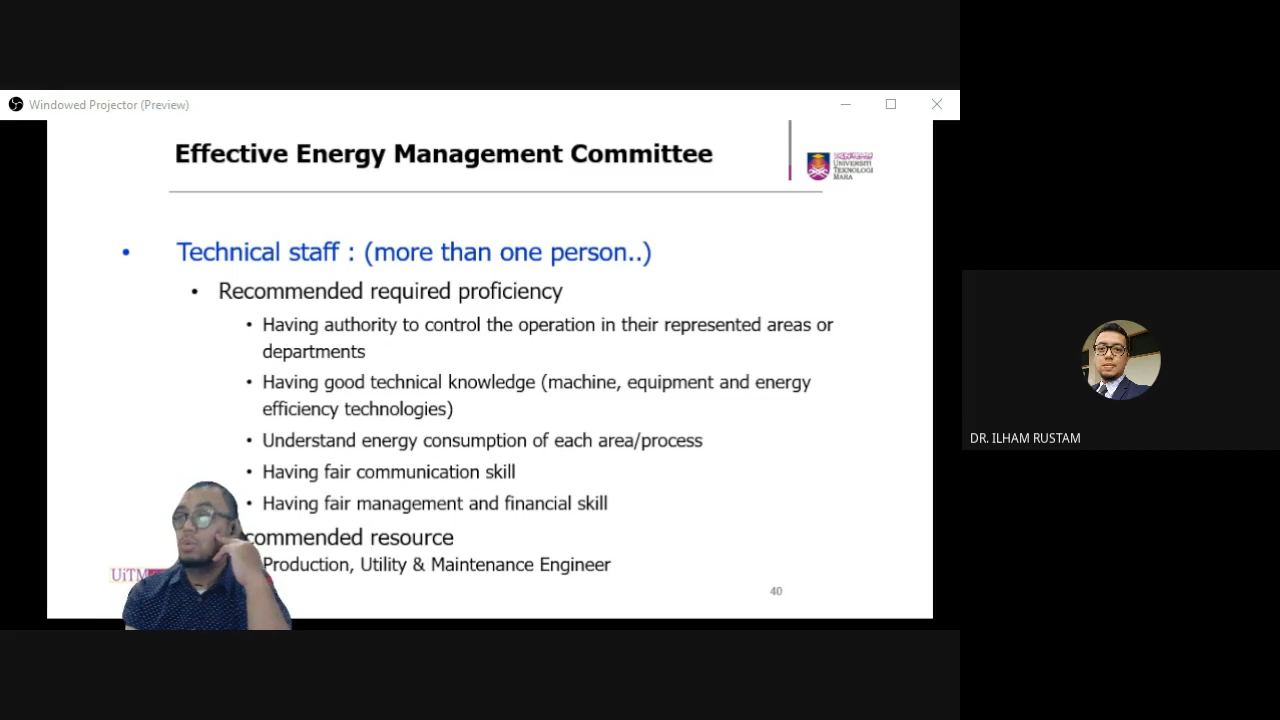 Windowed Projector (Preview)
Effective Energy Management Committee
UNIVERSITI
TEKNOLOGI
MARA
• Technical staff : (more than one person..)
• Recommended required proficiency
• Having authority to control the operation in their represented areas or
departments
• Having good technical knowledge (machine, equipment and energy
efficiency technologies)
• Understand energy consumption of each area/process
• Having fair communication skill
• Having fair management and financial skill
commended resource
Production, Utility & Maintenance Engineer
UiTM
40
DR. ILHAM RUSTAM